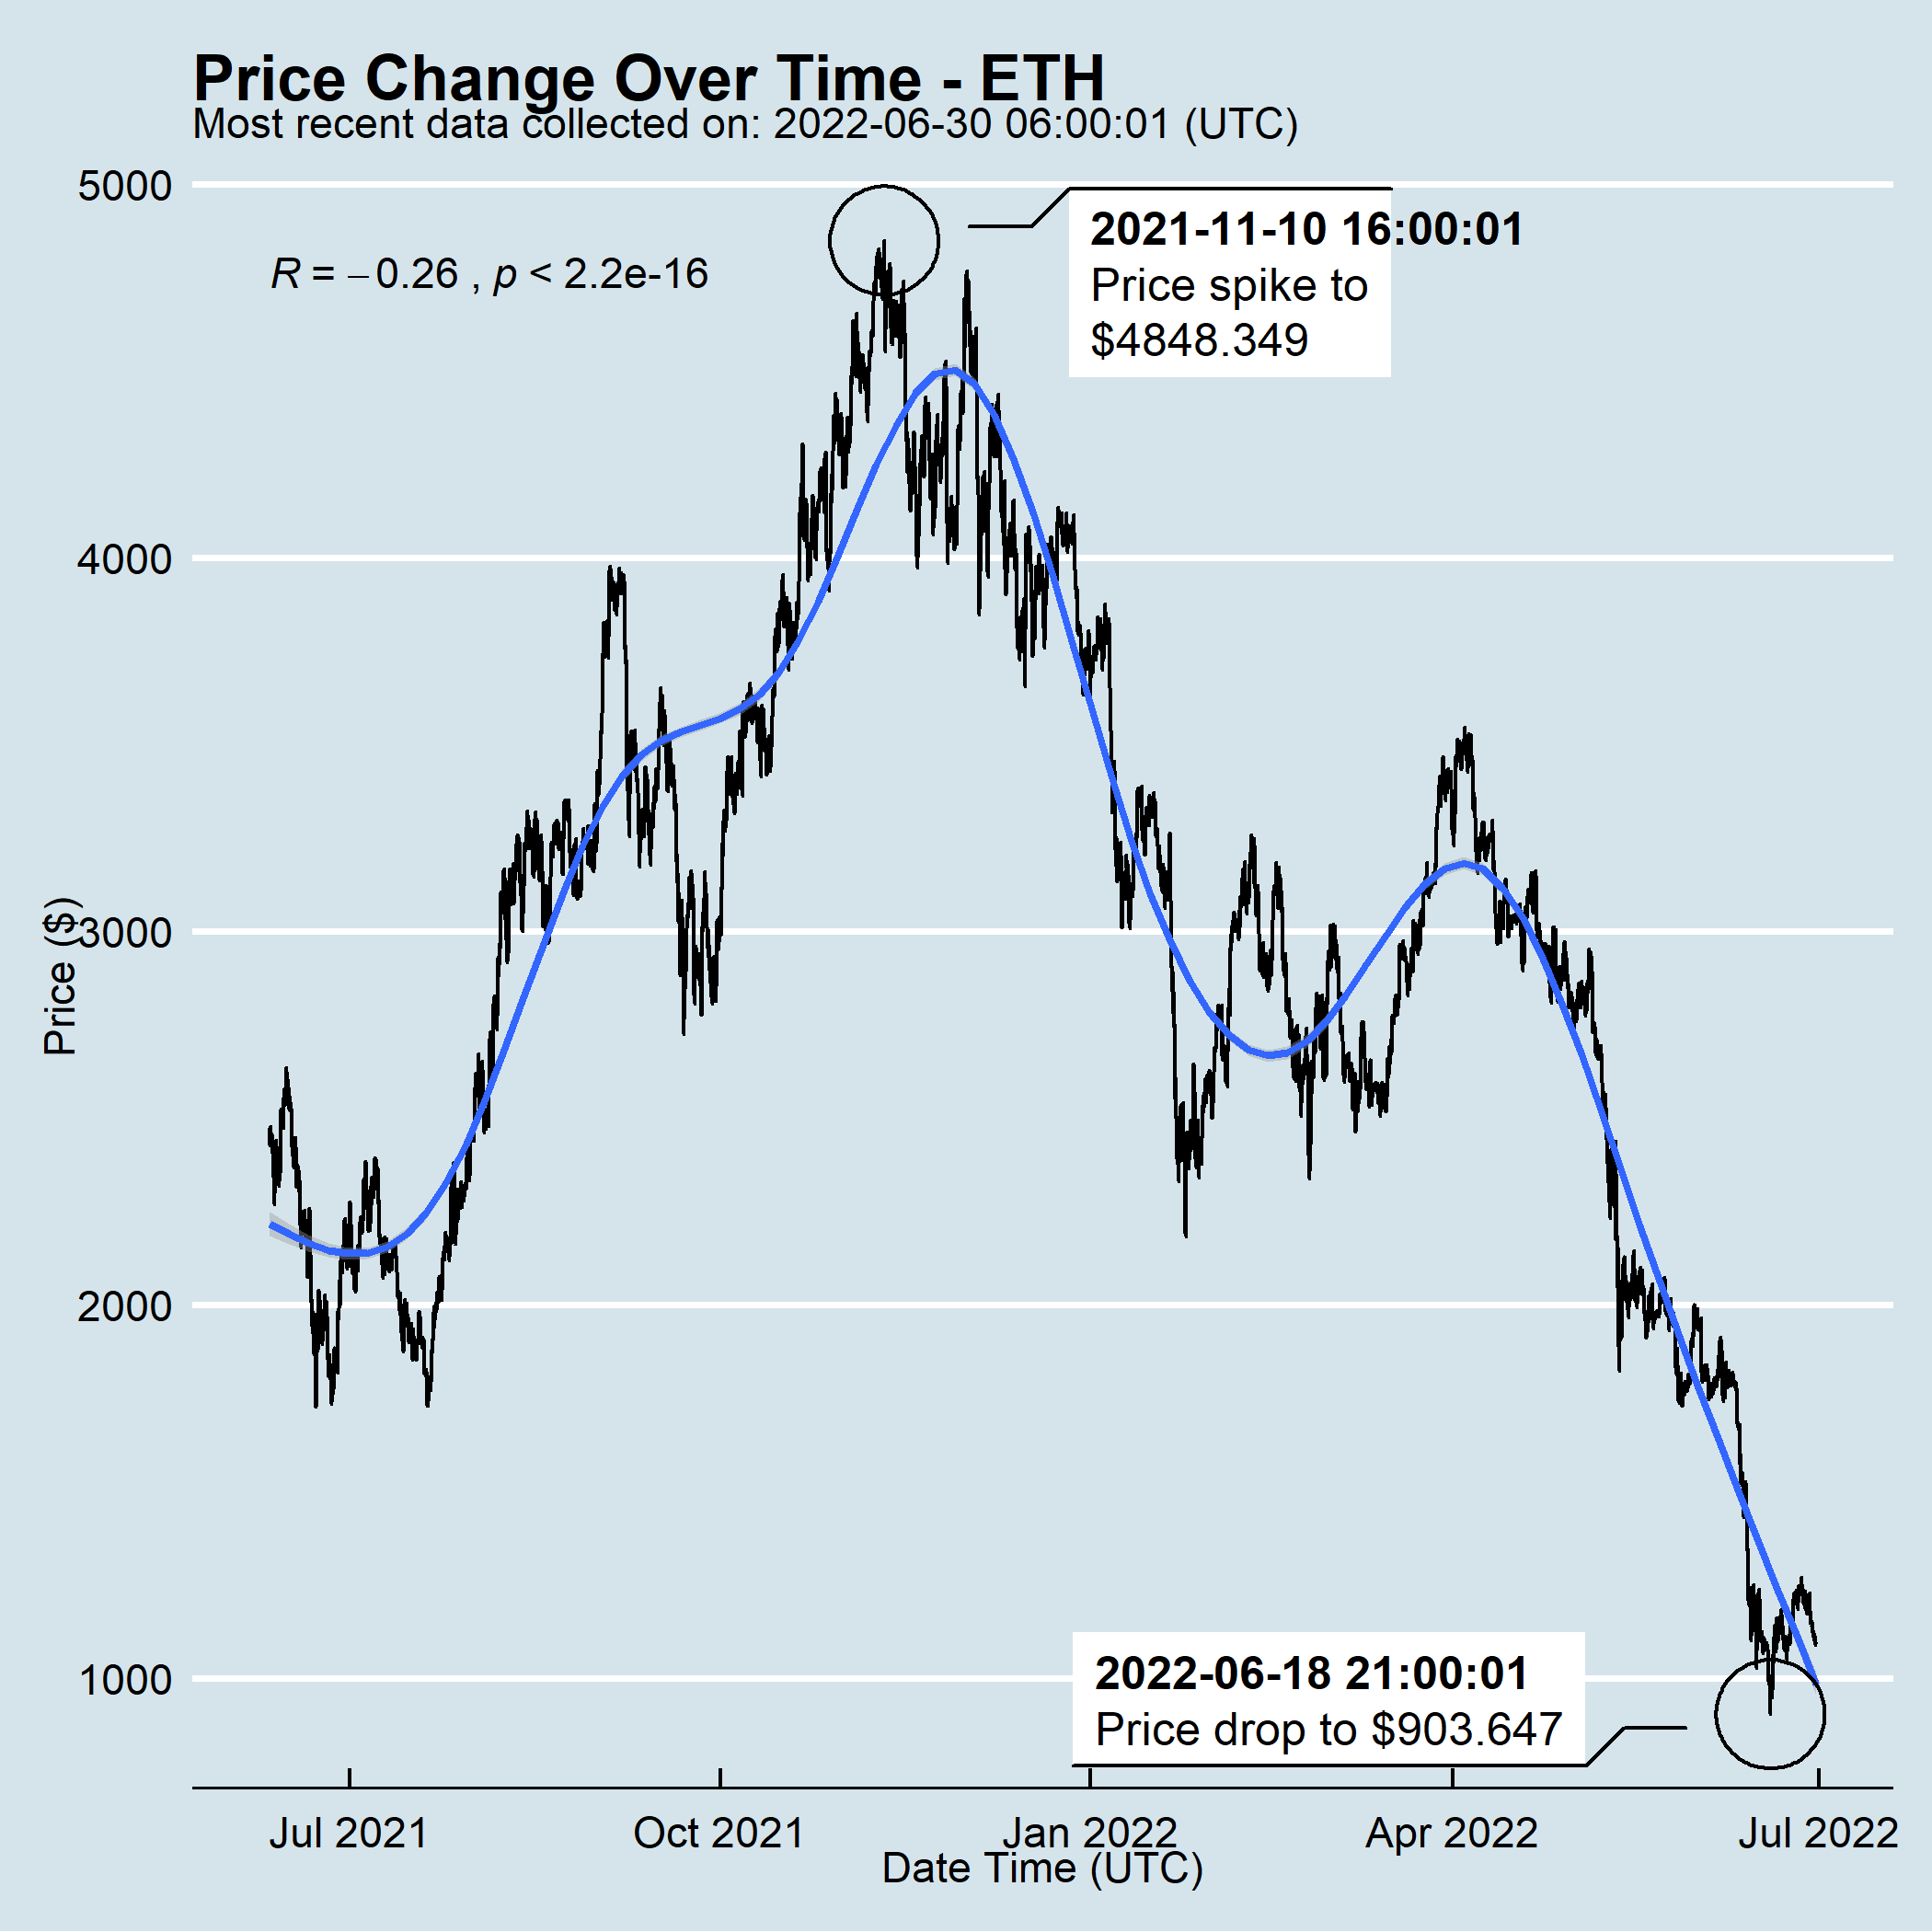 Price Change Over Time - ETH
Most recent data collected on: 2022-06-30 06:00:01 (UTC)
5000
2021-11-10 16:00:01
Price spike to
$4848.349
R = −0.26 , p < 2.2e-16
4000
3000
Price ($)
2000
1000
2022-06-18 21:00:01
Price drop to $903.647
Jul 2021 Oct 2021 Jan 2022 Apr 2022 Jul 2022
Date Time (UTC)